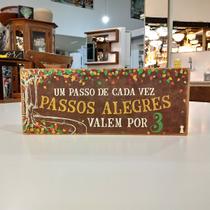 UM PASSO DE CADA VEZ
PASSOS ALEGRES
VALEM POR 3